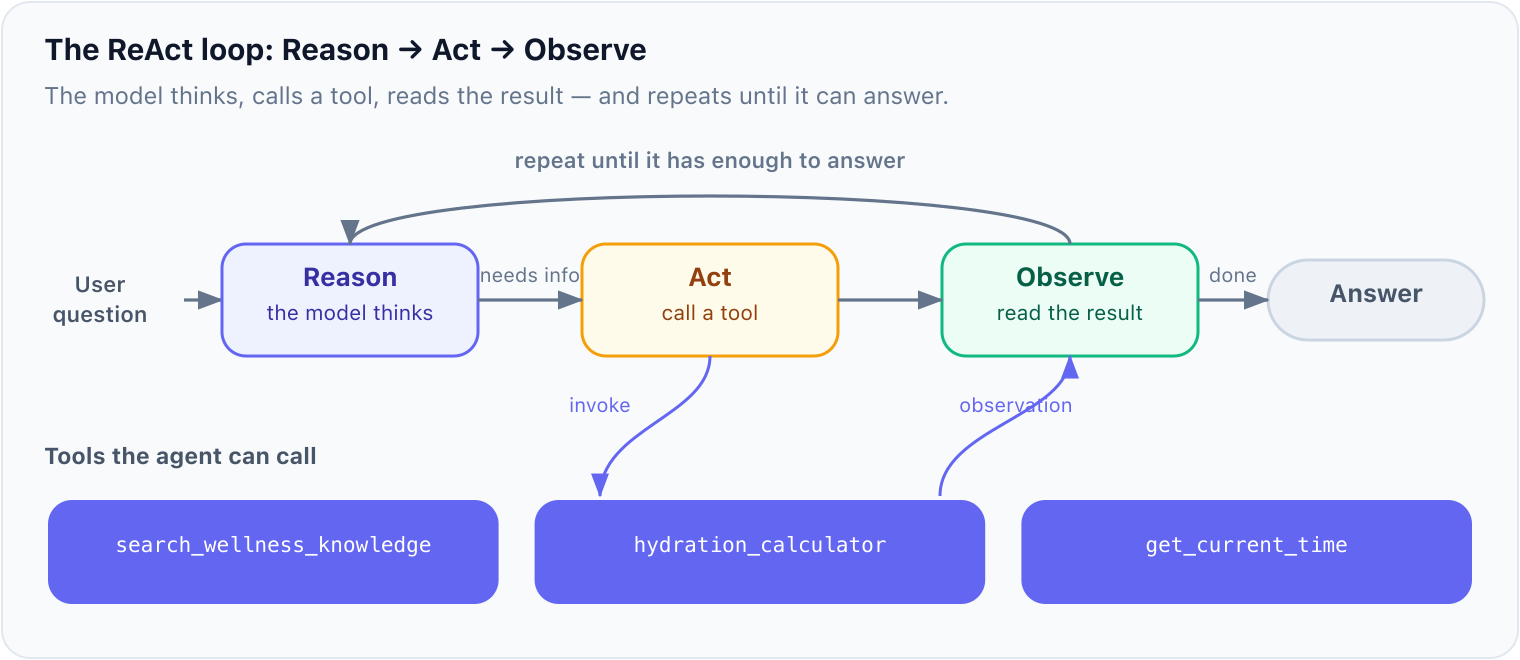 The ReAct loop: Reason → Act → Observe
The model thinks, calls a tool, reads the result — and repeats until it can answer.
repeat until it has enough to answer
User
question
Reason
the model thinks
needs info
Act
call a tool
Observe
read the result
done
Answer
invoke
observation
Tools the agent can call
search_wellness_knowledge
hydration_calculator
get_current_time